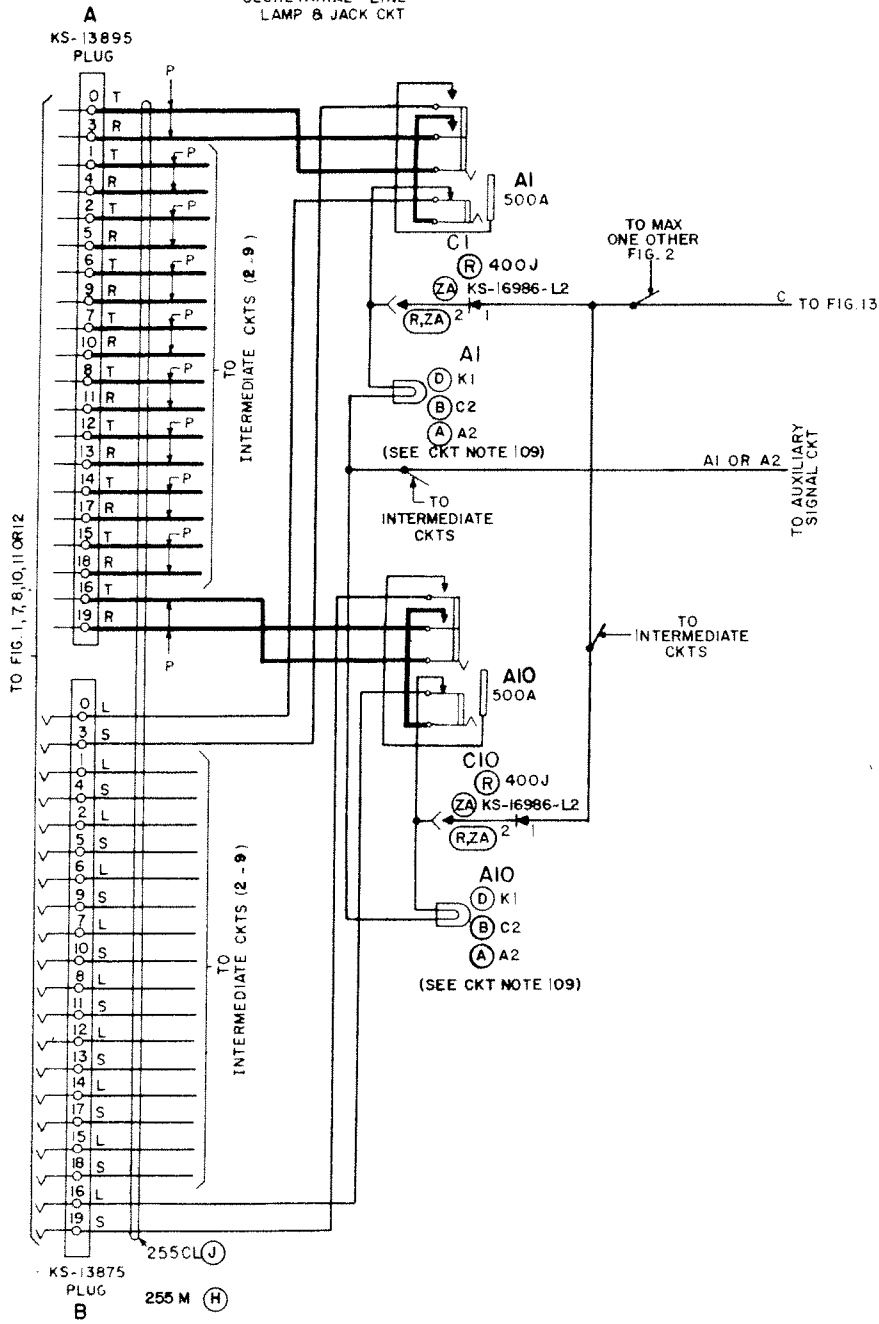 LAMP & JACK CKT
A
KS-13895
PLUG
0 T
3 R
1 T
4 R
2 T
5 R
6 T
9 R
7 T
10 R
8 T
11 R
12 T
13 R
14 T
17 R
15 T
18 R
16 T
19 R
P
P
P
P
P
P
P
P
P
P
TO
INTERMEDIATE CKTS (2-9)
TO FIG. 1, 7, 8, 10, 11 OR 12
A1
500A
C1
R 400J
ZA KS-16986-L2
R,ZA 2 1
TO MAX
ONE OTHER
FIG. 2
C TO FIG. 13
A1
D K1
B C2
A A2
(SEE CKT NOTE 109)
A1 OR A2
TO AUXILIARY
SIGNAL CKT
TO
INTERMEDIATE
CKTS
TO
INTERMEDIATE
CKTS
A10
500A
C10
R 400J
ZA KS-16986-L2
R,ZA 2 1
A10
D K1
B C2
A A2
(SEE CKT NOTE 109)
0 L
3 S
1 L
4 S
2 L
5 S
6 L
9 S
7 L
10 S
8 L
11 S
12 L
13 S
14 L
17 S
15 L
18 S
16 L
19 S
TO
INTERMEDIATE CKTS (2-9)
255CL J
KS-13875
PLUG
B
255 M H